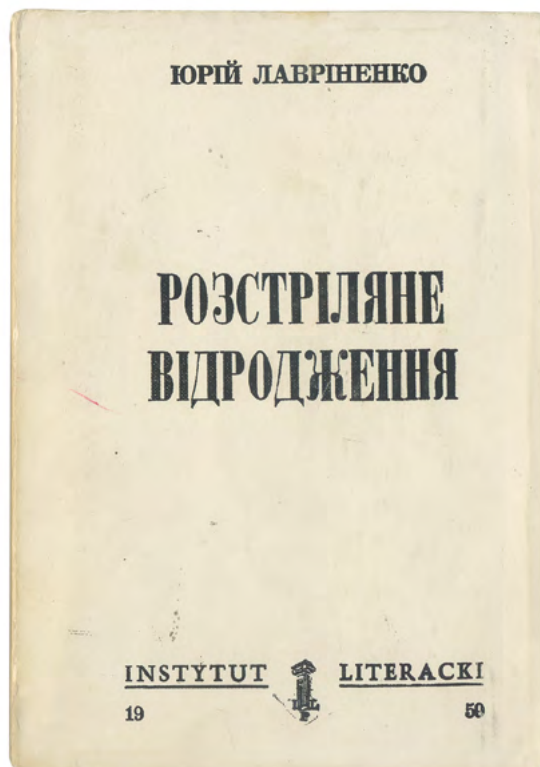 ЮРІЙ ЛАВРІНЕНКО
РОЗСТРІЛЯНЕ
ВІДРОДЖЕННЯ
INSTYTUT LITERACKI
19 59